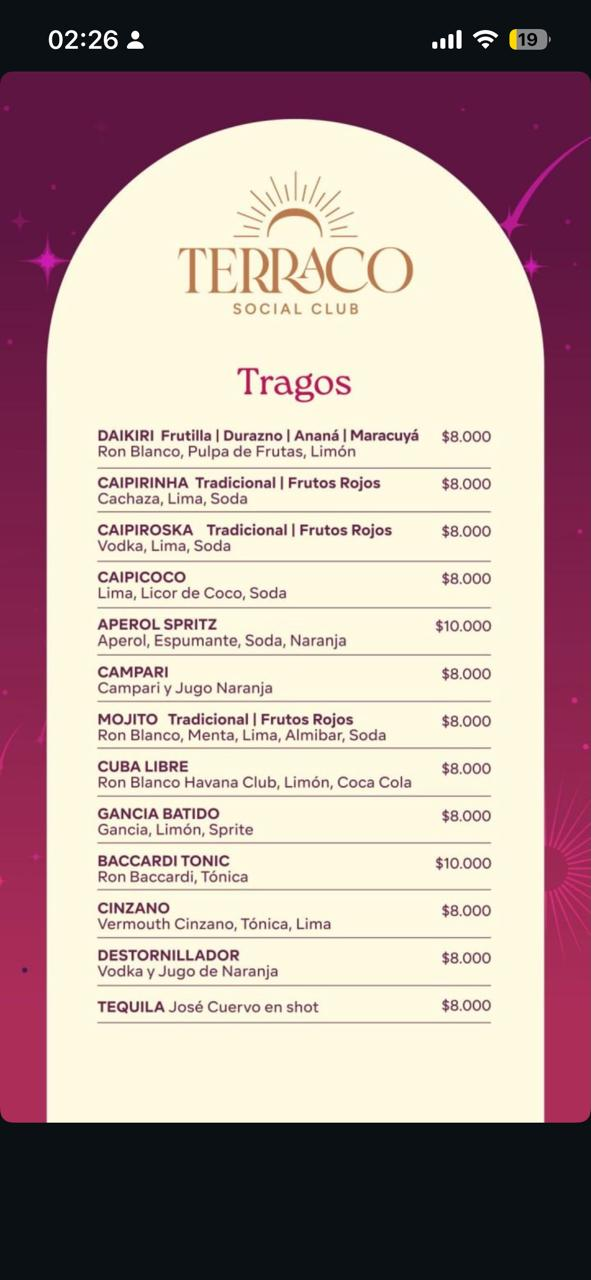 02:26
19
TERRACO
SOCIAL CLUB
Tragos
DAIKIRI Frutilla | Durazno | Ananá | Maracuyá $8.000
Ron Blanco, Pulpa de Frutas, Limón
CAIPIRINHA Tradicional | Frutos Rojos $8.000
Cachaza, Lima, Soda
CAIPIROSKA Tradicional | Frutos Rojos $8.000
Vodka, Lima, Soda
CAIPICOCO $8.000
Lima, Licor de Coco, Soda
APEROL SPRITZ $10.000
Aperol, Espumante, Soda, Naranja
CAMPARI $8.000
Campari y Jugo Naranja
MOJITO Tradicional | Frutos Rojos $8.000
Ron Blanco, Menta, Lima, Almibar, Soda
CUBA LIBRE $8.000
Ron Blanco Havana Club, Limón, Coca Cola
GANCIA BATIDO $8.000
Gancia, Limón, Sprite
BACCARDI TONIC $10.000
Ron Baccardi, Tónica
CINZANO $8.000
Vermouth Cinzano, Tónica, Lima
DESTORNILLADOR $8.000
Vodka y Jugo de Naranja
TEQUILA José Cuervo en shot $8.000